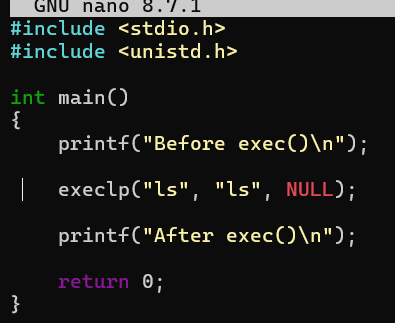 GNU nano 8.7.1
#include <stdio.h>
#include <unistd.h>
int main()
{
printf("Before exec()\n");
execlp("ls", "ls", NULL);
printf("After exec()\n");
return 0;
}